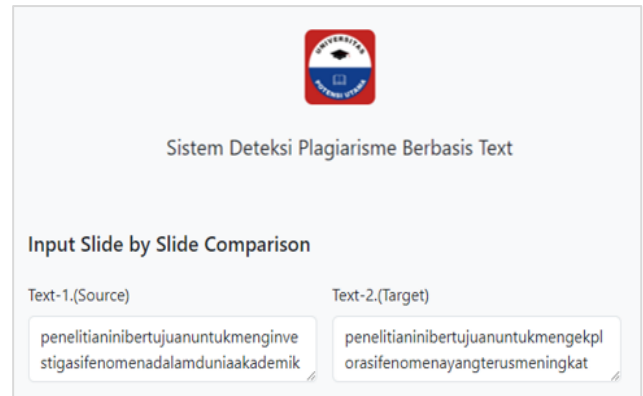 UNIVERSITAS
POTENSI UTAMA
Sistem Deteksi Plagiarisme Berbasis Text
Input Slide by Slide Comparison
Text-1.(Source)
Text-2.(Target)
penelitianinibertujuanuntukmenginve
stigasifenomenadalamduniaakademik
penelitianinibertujuanuntukmengekpl
orasifenomenayangterusmeningkat